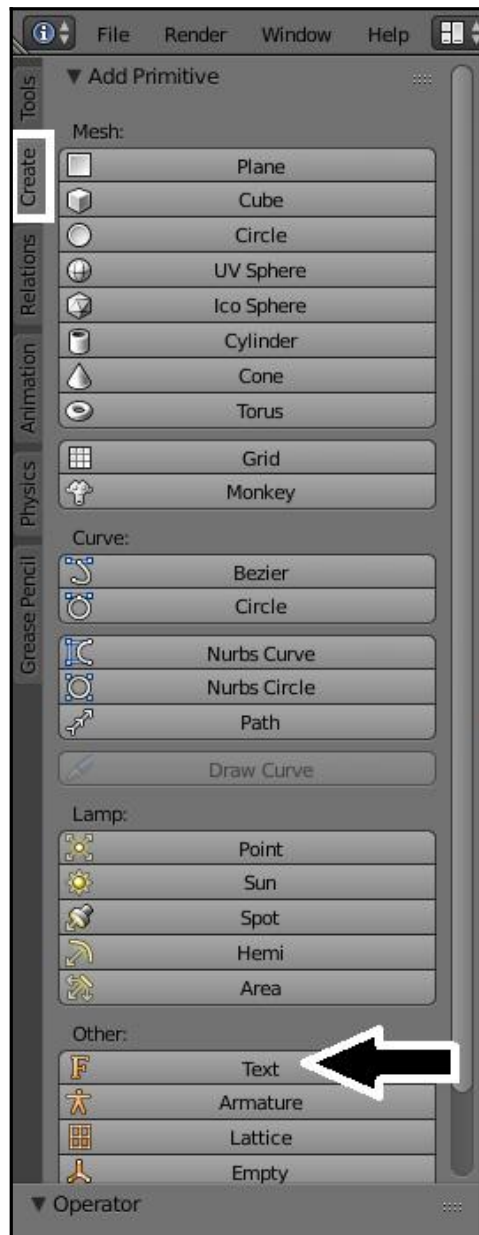 File Render Window Help
Tools
Create
Relations
Animation
Physics
Grease Pencil
Add Primitive
Mesh:
Plane
Cube
Circle
UV Sphere
Ico Sphere
Cylinder
Cone
Torus
Grid
Monkey
Curve:
Bezier
Circle
Nurbs Curve
Nurbs Circle
Path
Draw Curve
Lamp:
Point
Sun
Spot
Hemi
Area
Other:
Text
Armature
Lattice
Empty
Operator